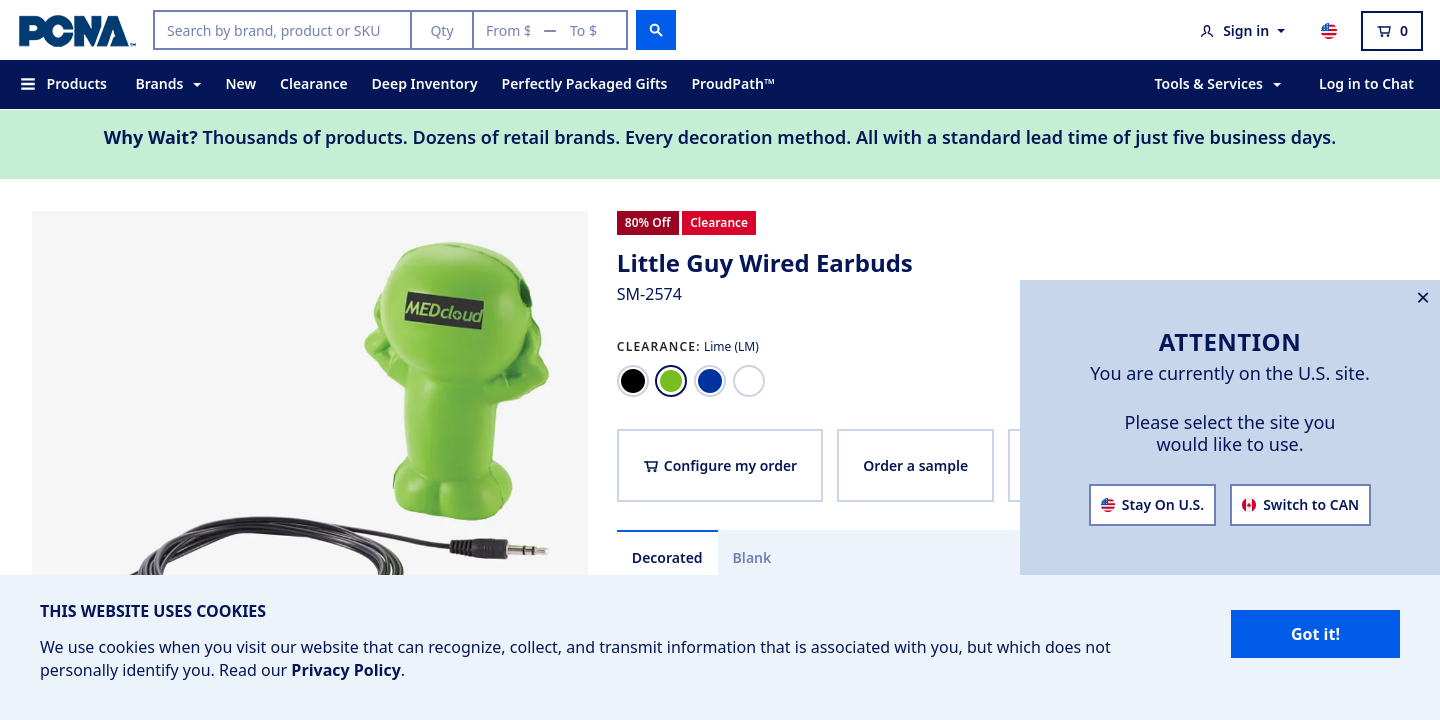 PCNA™
Search by brand, product or SKU
Qty
From $ — To $
Sign in
0
Products
Brands
New
Clearance
Deep Inventory
Perfectly Packaged Gifts
ProudPath™
Tools & Services
Log in to Chat
Why Wait? Thousands of products. Dozens of retail brands. Every decoration method. All with a standard lead time of just five business days.
MEDcloud
80% Off
Clearance
Little Guy Wired Earbuds
SM-2574
CLEARANCE: Lime (LM)
Configure my order
Order a sample
Decorated
Blank
ATTENTION
You are currently on the U.S. site.
Please select the site you
would like to use.
Stay On U.S.
Switch to CAN
THIS WEBSITE USES COOKIES
We use cookies when you visit our website that can recognize, collect, and transmit information that is associated with you, but which does not
personally identify you. Read our Privacy Policy.
Got it!